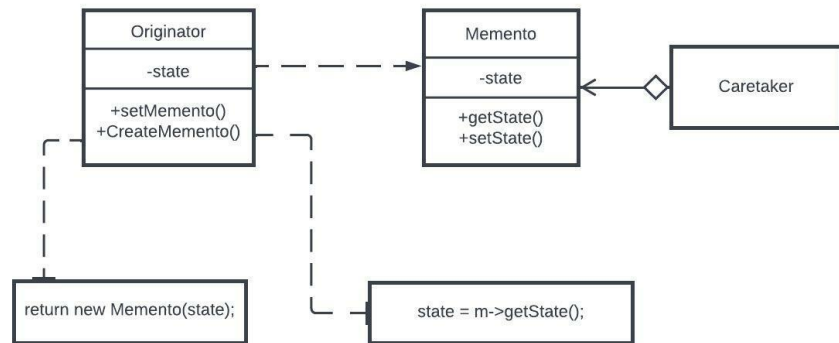 Originator
-state
+setMemento()
+CreateMemento()
Memento
-state
+getState()
+setState()
Caretaker
return new Memento(state);
state = m->getState();